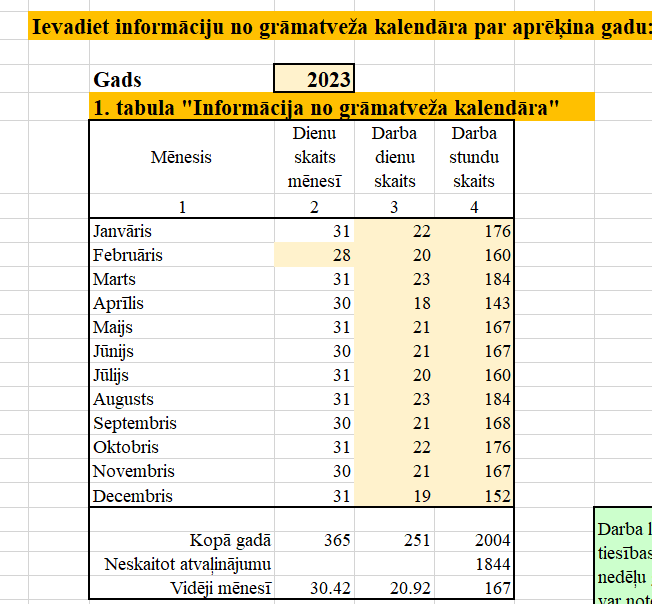 Ievadiet informāciju no grāmatveža kalendāra par aprēķina gadu:
Gads 2023
1. tabula "Informācija no grāmatveža kalendāra"
Mēnesis Dienu skaits mēnesī Darba dienu skaits Darba stundu skaits
1 2 3 4
Janvāris 31 22 176
Februāris 28 20 160
Marts 31 23 184
Aprīlis 30 18 143
Maijs 31 21 167
Jūnijs 30 21 167
Jūlijs 31 20 160
Augusts 31 23 184
Septembris 30 21 168
Oktobris 31 22 176
Novembris 30 21 167
Decembris 31 19 152
Kopā gadā 365 251 2004
Neskaitot atvaļinājumu 1844
Vidēji mēnesī 30.42 20.92 167
Darba
tiesības
nedēļu
var